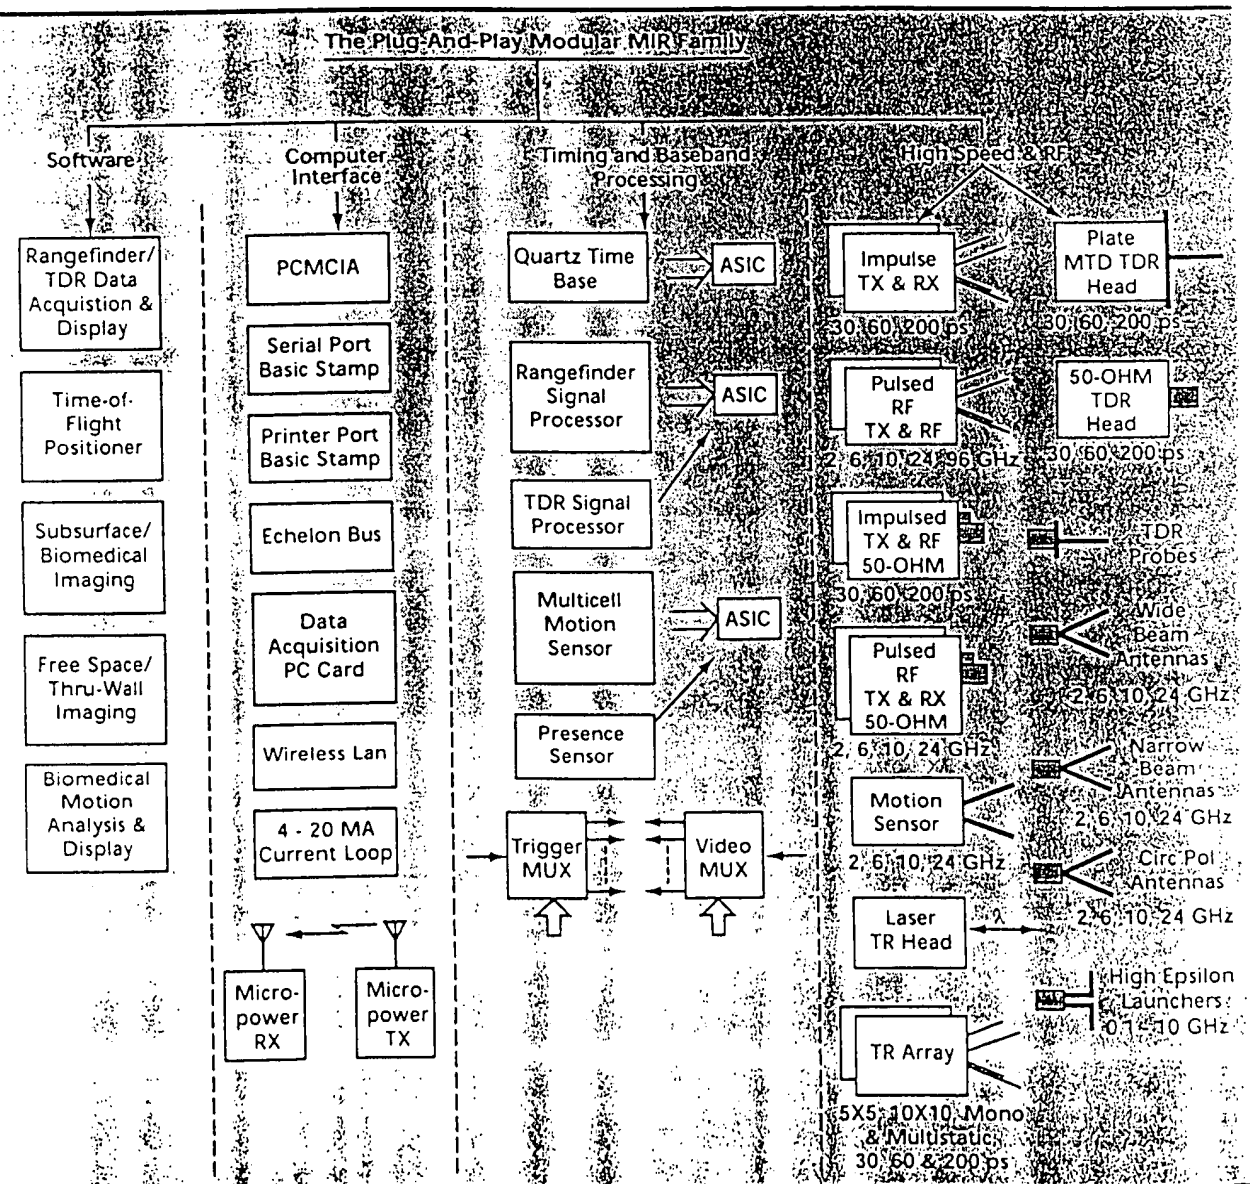 The Plug-And-Play Modular MIR Family
Software
Rangefinder/
TDR Data
Acquistion &
Display
Time-of-
Flight
Positioner
Subsurface/
Biomedical
Imaging
Free Space/
Thru-Wall
Imaging
Biomedical
Motion
Analysis &
Display
Computer
Interface
PCMCIA
Serial Port
Basic Stamp
Printer Port
Basic Stamp
Echelon Bus
Data
Acquisition
PC Card
Wireless Lan
4 - 20 MA
Current Loop
Micro-
power
RX
Micro-
power
TX
Timing and Baseband
Processing
Quartz Time
Base
ASIC
Rangefinder
Signal
Processor
ASIC
TDR Signal
Processor
Multicell
Motion
Sensor
ASIC
Presence
Sensor
Trigger
MUX
Video
MUX
High Speed & RF
Impulse
TX & RX
30, 60, 200 ps
Pulsed
RF
TX & RF
2, 6, 10, 24, 96 GHz
Impulsed
TX & RF
50-OHM
30, 60, 200 ps
Pulsed
RF
TX & RX
50-OHM
2, 6, 10, 24 GHz
Motion
Sensor
2, 6, 10, 24 GHz
Laser
TR Head
λ
TR Array
5X5, 10X10, Mono
& Multistatic
30, 60 & 200 ps
Plate
MTD TDR
Head
30, 60, 200 ps
50-OHM
TDR
Head
30, 60, 200 ps
TDR
Probes
Wide
Beam
Antennas
2, 6, 10, 24 GHz
Narrow
Beam
Antennas
2, 6, 10, 24 GHz
Circ Pol
Antennas
2, 6, 10, 24 GHz
High Epsilon
Launchers
0.1 - 10 GHz